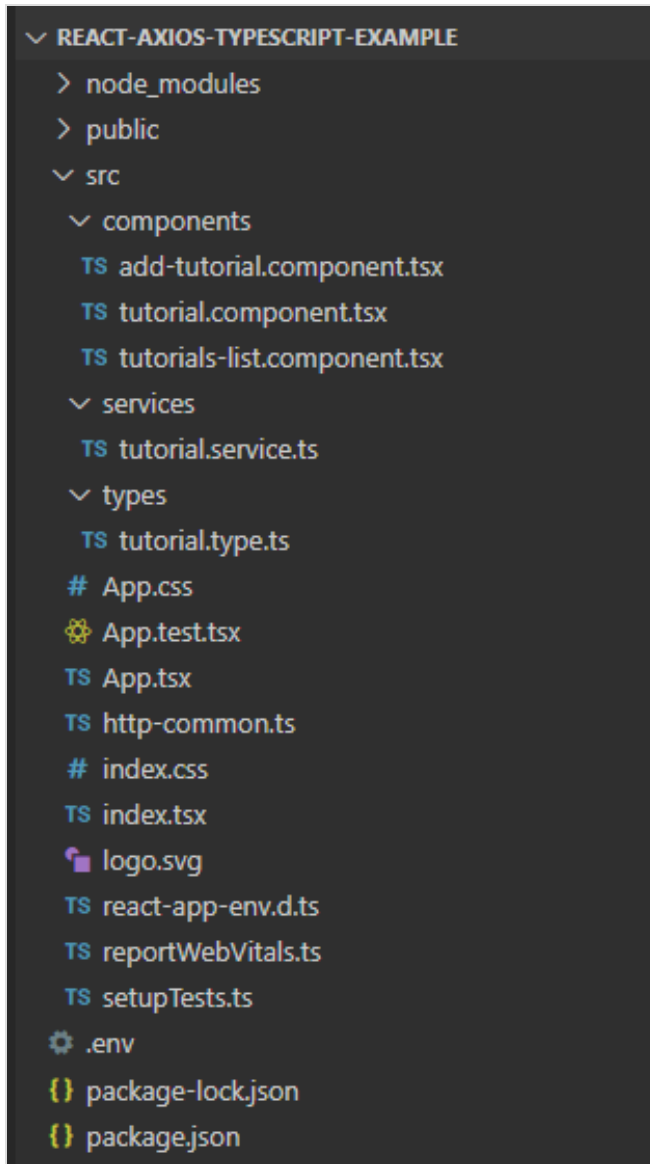 REACT-AXIOS-TYPESCRIPT-EXAMPLE
node_modules
public
src
components
TS add-tutorial.component.tsx
TS tutorial.component.tsx
TS tutorials-list.component.tsx
services
TS tutorial.service.ts
types
TS tutorial.type.ts
# App.css
App.test.tsx
TS App.tsx
TS http-common.ts
# index.css
TS index.tsx
logo.svg
TS react-app-env.d.ts
TS reportWebVitals.ts
TS setupTests.ts
.env
{} package-lock.json
{} package.json